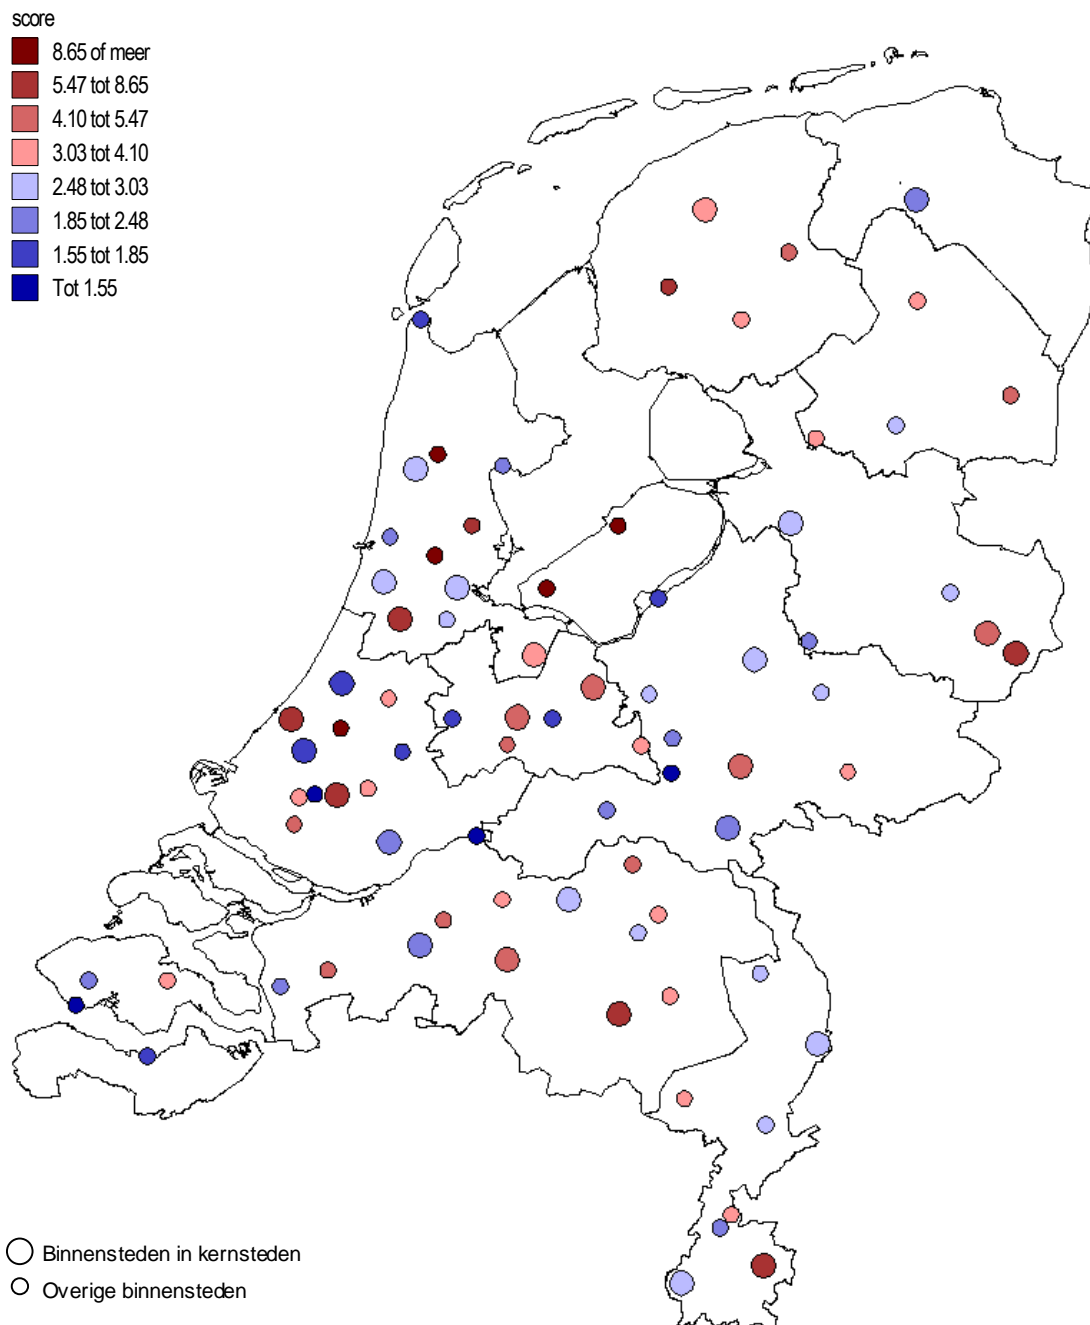 score
8.65 of meer
5.47 tot 8.65
4.10 tot 5.47
3.03 tot 4.10
2.48 tot 3.03
1.85 tot 2.48
1.55 tot 1.85
Tot 1.55
Binnensteden in kernsteden
Overige binnensteden